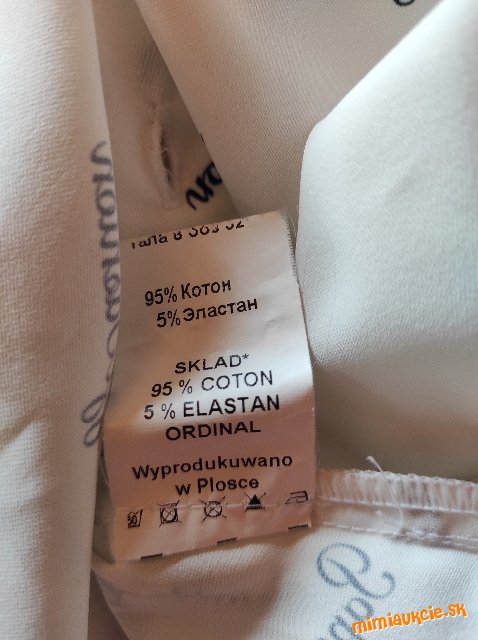 95% Котон
5% Эластан
SKLAD*
95 % COTON
5 % ELASTAN
ORDINAL
Wyprodukuwano
w Plosce
mimiaukcie.sk